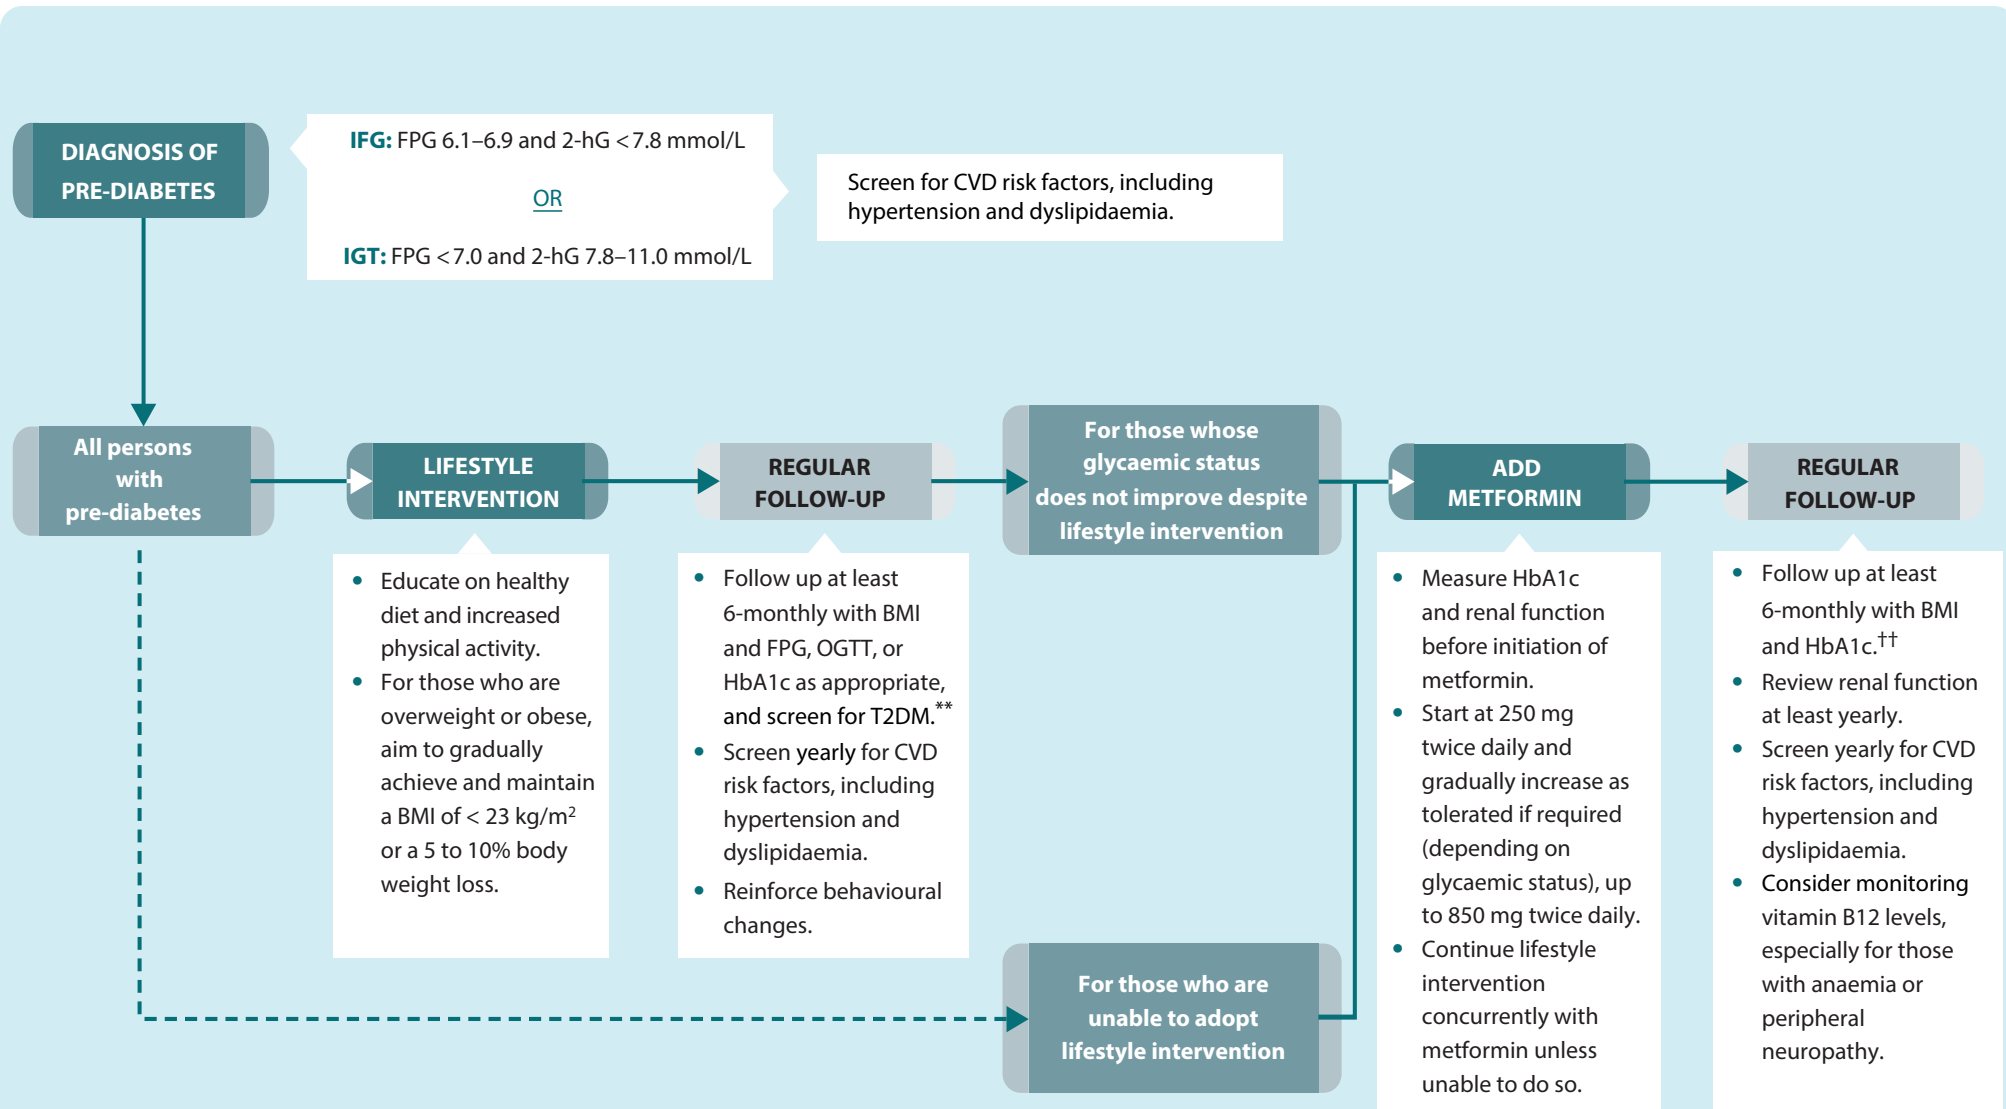 DIAGNOSIS OF
PRE-DIABETES
IFG: FPG 6.1–6.9 and 2-hG <7.8 mmol/L
OR
IGT: FPG <7.0 and 2-hG 7.8–11.0 mmol/L
Screen for CVD risk factors, including
hypertension and dyslipidaemia.
All persons
with
pre-diabetes
LIFESTYLE
INTERVENTION
• Educate on healthy
diet and increased
physical activity.
• For those who are
overweight or obese,
aim to gradually
achieve and maintain
a BMI of < 23 kg/m²
or a 5 to 10% body
weight loss.
REGULAR
FOLLOW-UP
• Follow up at least
6-monthly with BMI
and FPG, OGTT, or
HbA1c as appropriate,
and screen for T2DM.**
• Screen yearly for CVD
risk factors, including
hypertension and
dyslipidaemia.
• Reinforce behavioural
changes.
For those whose
glycaemic status
does not improve despite
lifestyle intervention
For those who are
unable to adopt
lifestyle intervention
ADD
METFORMIN
• Measure HbA1c
and renal function
before initiation of
metformin.
• Start at 250 mg
twice daily and
gradually increase as
tolerated if required
(depending on
glycaemic status), up
to 850 mg twice daily.
• Continue lifestyle
intervention
concurrently with
metformin unless
unable to do so.
REGULAR
FOLLOW-UP
• Follow up at least
6-monthly with BMI
and HbA1c.††
• Review renal function
at least yearly.
• Screen yearly for CVD
risk factors, including
hypertension and
dyslipidaemia.
• Consider monitoring
vitamin B12 levels,
especially for those
with anaemia or
peripheral
neuropathy.